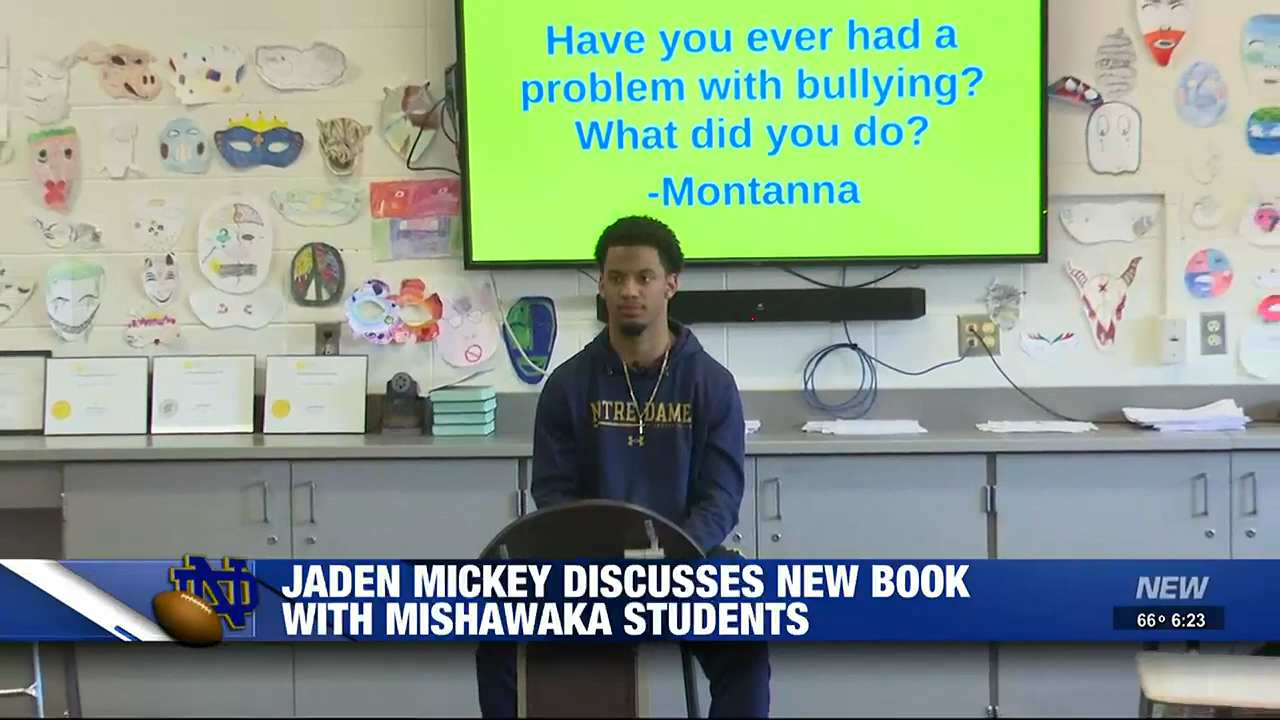 Have you ever had a
problem with bullying?
What did you do?
-Montanna
NTRE DAME
ND
JADEN MICKEY DISCUSSES NEW BOOK
WITH MISHAWAKA STUDENTS
NEW
66° 6:23